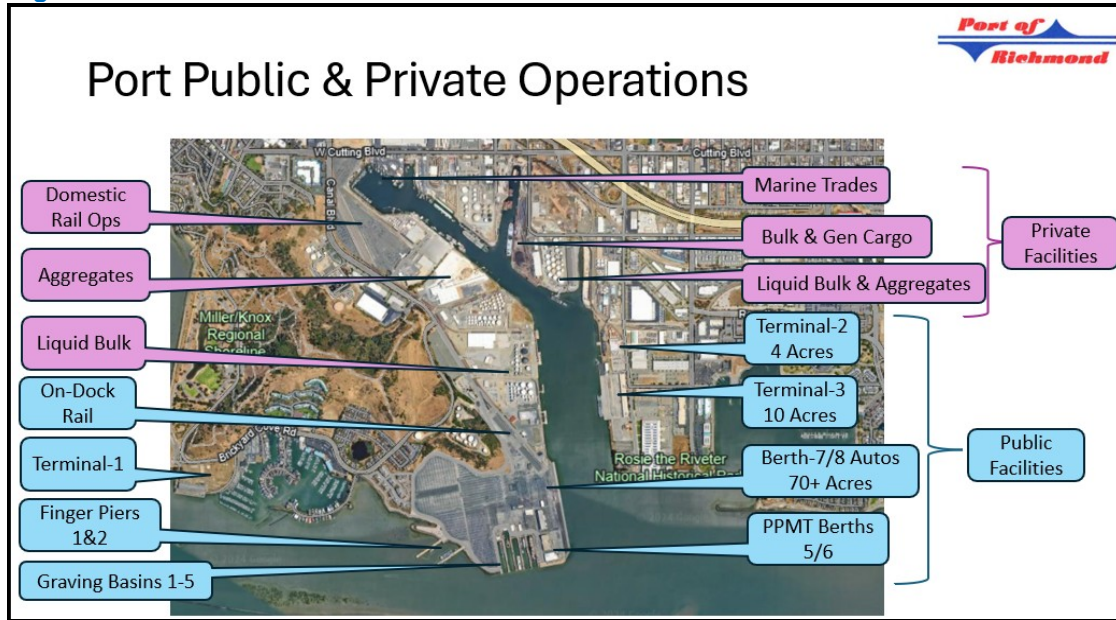 Port of
Richmond
Port Public & Private Operations
W Cutting Blvd
Cutting Blvd
Canal Blvd
Domestic
Rail Ops
Aggregates
Liquid Bulk
On-Dock
Rail
Terminal-1
Finger Piers
1&2
Graving Basins 1-5
Miller/Knox
Regional
Shoreline
Brickyard Cove Rd
Rosie the Riveter
National Historical
Marine Trades
Bulk & Gen Cargo
Liquid Bulk & Aggregates
Terminal-2
4 Acres
Terminal-3
10 Acres
Berth-7/8 Autos
70+ Acres
PPMT Berths
5/6
Private
Facilities
Public
Facilities